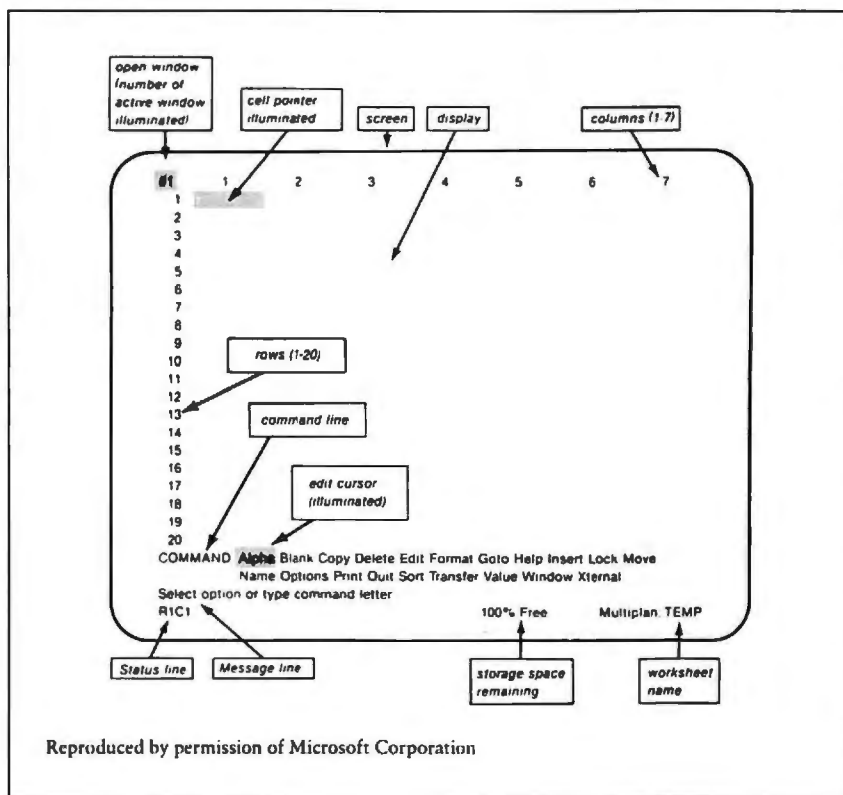 open window
(number of
active window
illuminated)
cell pointer
illuminated
screen
display
columns (1-7)
#1 1 2 3 4 5 6 7
1
2
3
4
5
6
7
8
9
10
11
12
13
14
15
16
17
18
19
20
rows (1-20)
command line
edit cursor
(illuminated)
COMMAND Alpha Blank Copy Delete Edit Format Goto Help Insert Lock Move
Name Options Print Quit Sort Transfer Value Window Xternal
Select option or type command letter
R1C1 100% Free Multiplan: TEMP
Status line
Message line
storage space
remaining
worksheet
name
Reproduced by permission of Microsoft Corporation